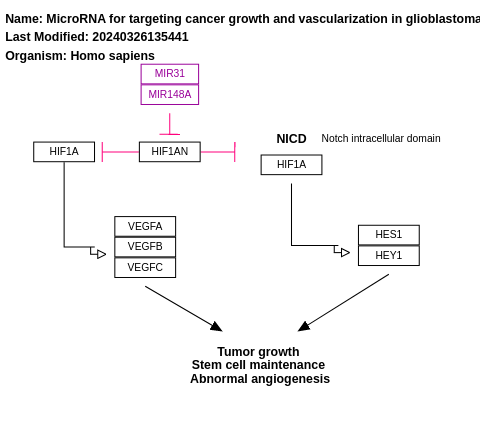 Name: MicroRNA for targeting cancer growth and vascularization in glioblastoma
Last Modified: 20240326135441
Organism: Homo sapiens
MIR31
MIR148A
NICD
Notch intracellular domain
HIF1A
HIF1AN
HIF1A
VEGFA
VEGFB
VEGFC
HES1
HEY1
Tumor growth
Stem cell maintenance
Abnormal angiogenesis